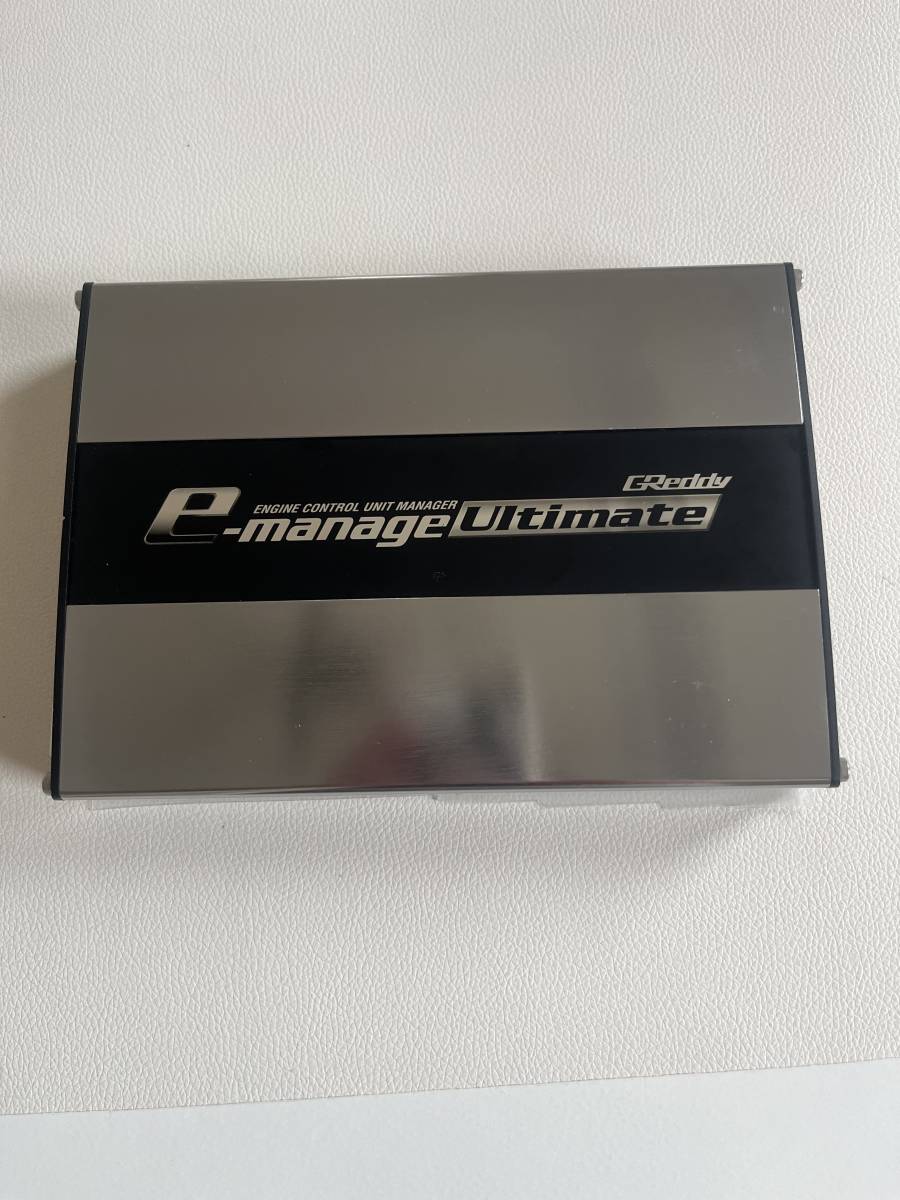 GReddy
ENGINE CONTROL UNIT MANAGER
e-manage Ultimate